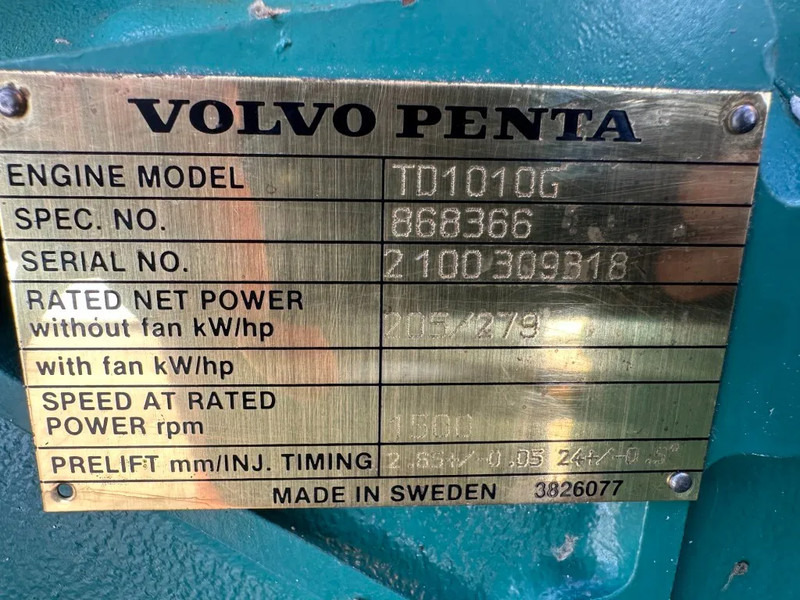 VOLVO PENTA
ENGINE MODEL TD1010G
SPEC. NO. 868366
SERIAL NO. 2100309318
RATED NET POWER
without fan kW/hp 205/279
with fan kW/hp
SPEED AT RATED
POWER rpm 1500
PRELIFT mm/INJ. TIMING 2.85+/-0.05 24+/-0.5°
MADE IN SWEDEN 3826077